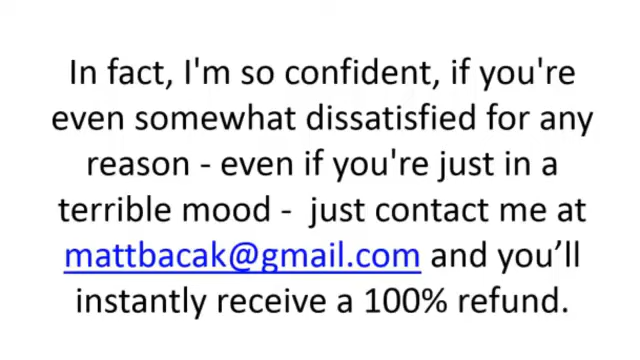 In fact, I'm so confident, if you're
even somewhat dissatisfied for any
reason - even if you're just in a
terrible mood -  just contact me at
mattbacak@gmail.com and you’ll
instantly receive a 100% refund.